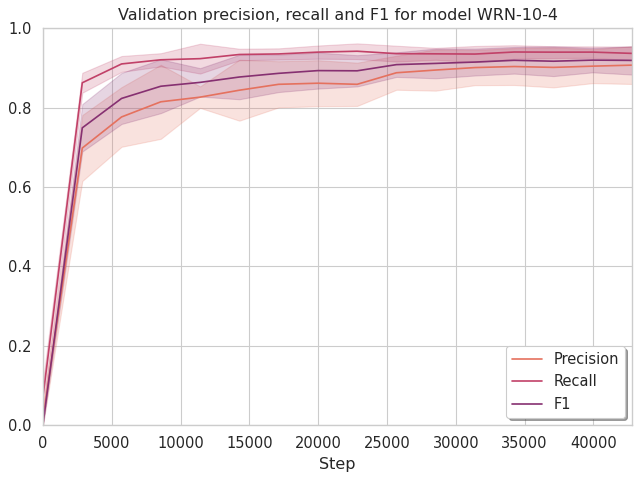 Validation precision, recall and F1 for model WRN-10-4
1.0
0.8
0.6
0.4
0.2
0.0
Precision
Recall
F1
0 5000 10000 15000 20000 25000 30000 35000 40000
Step